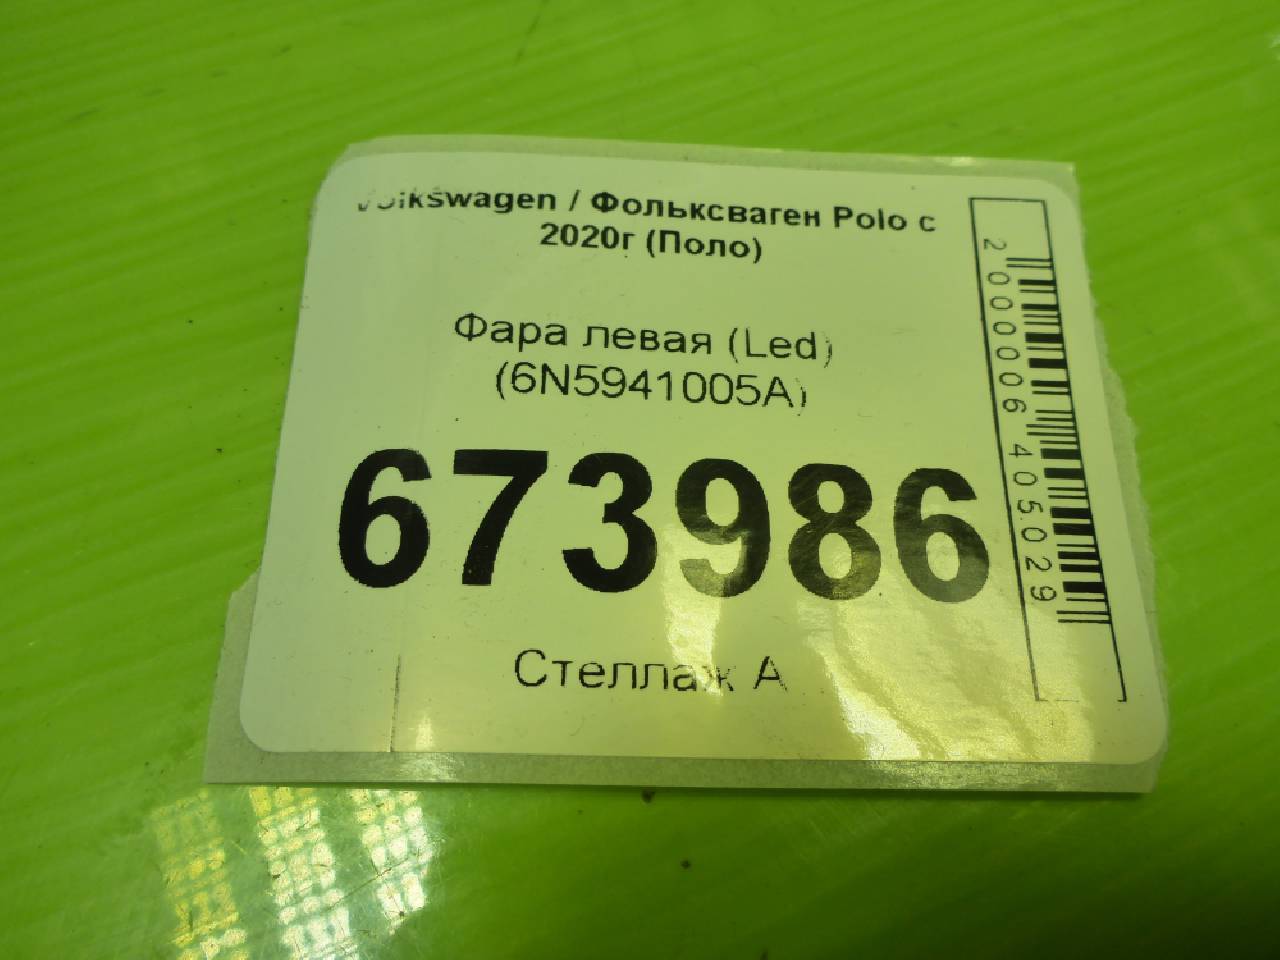 Volkswagen / Фольксваген Polo с
2020г (Поло)
Фара левая (Led)
(6N5941005A)
673986
Стеллаж А
2000006405029